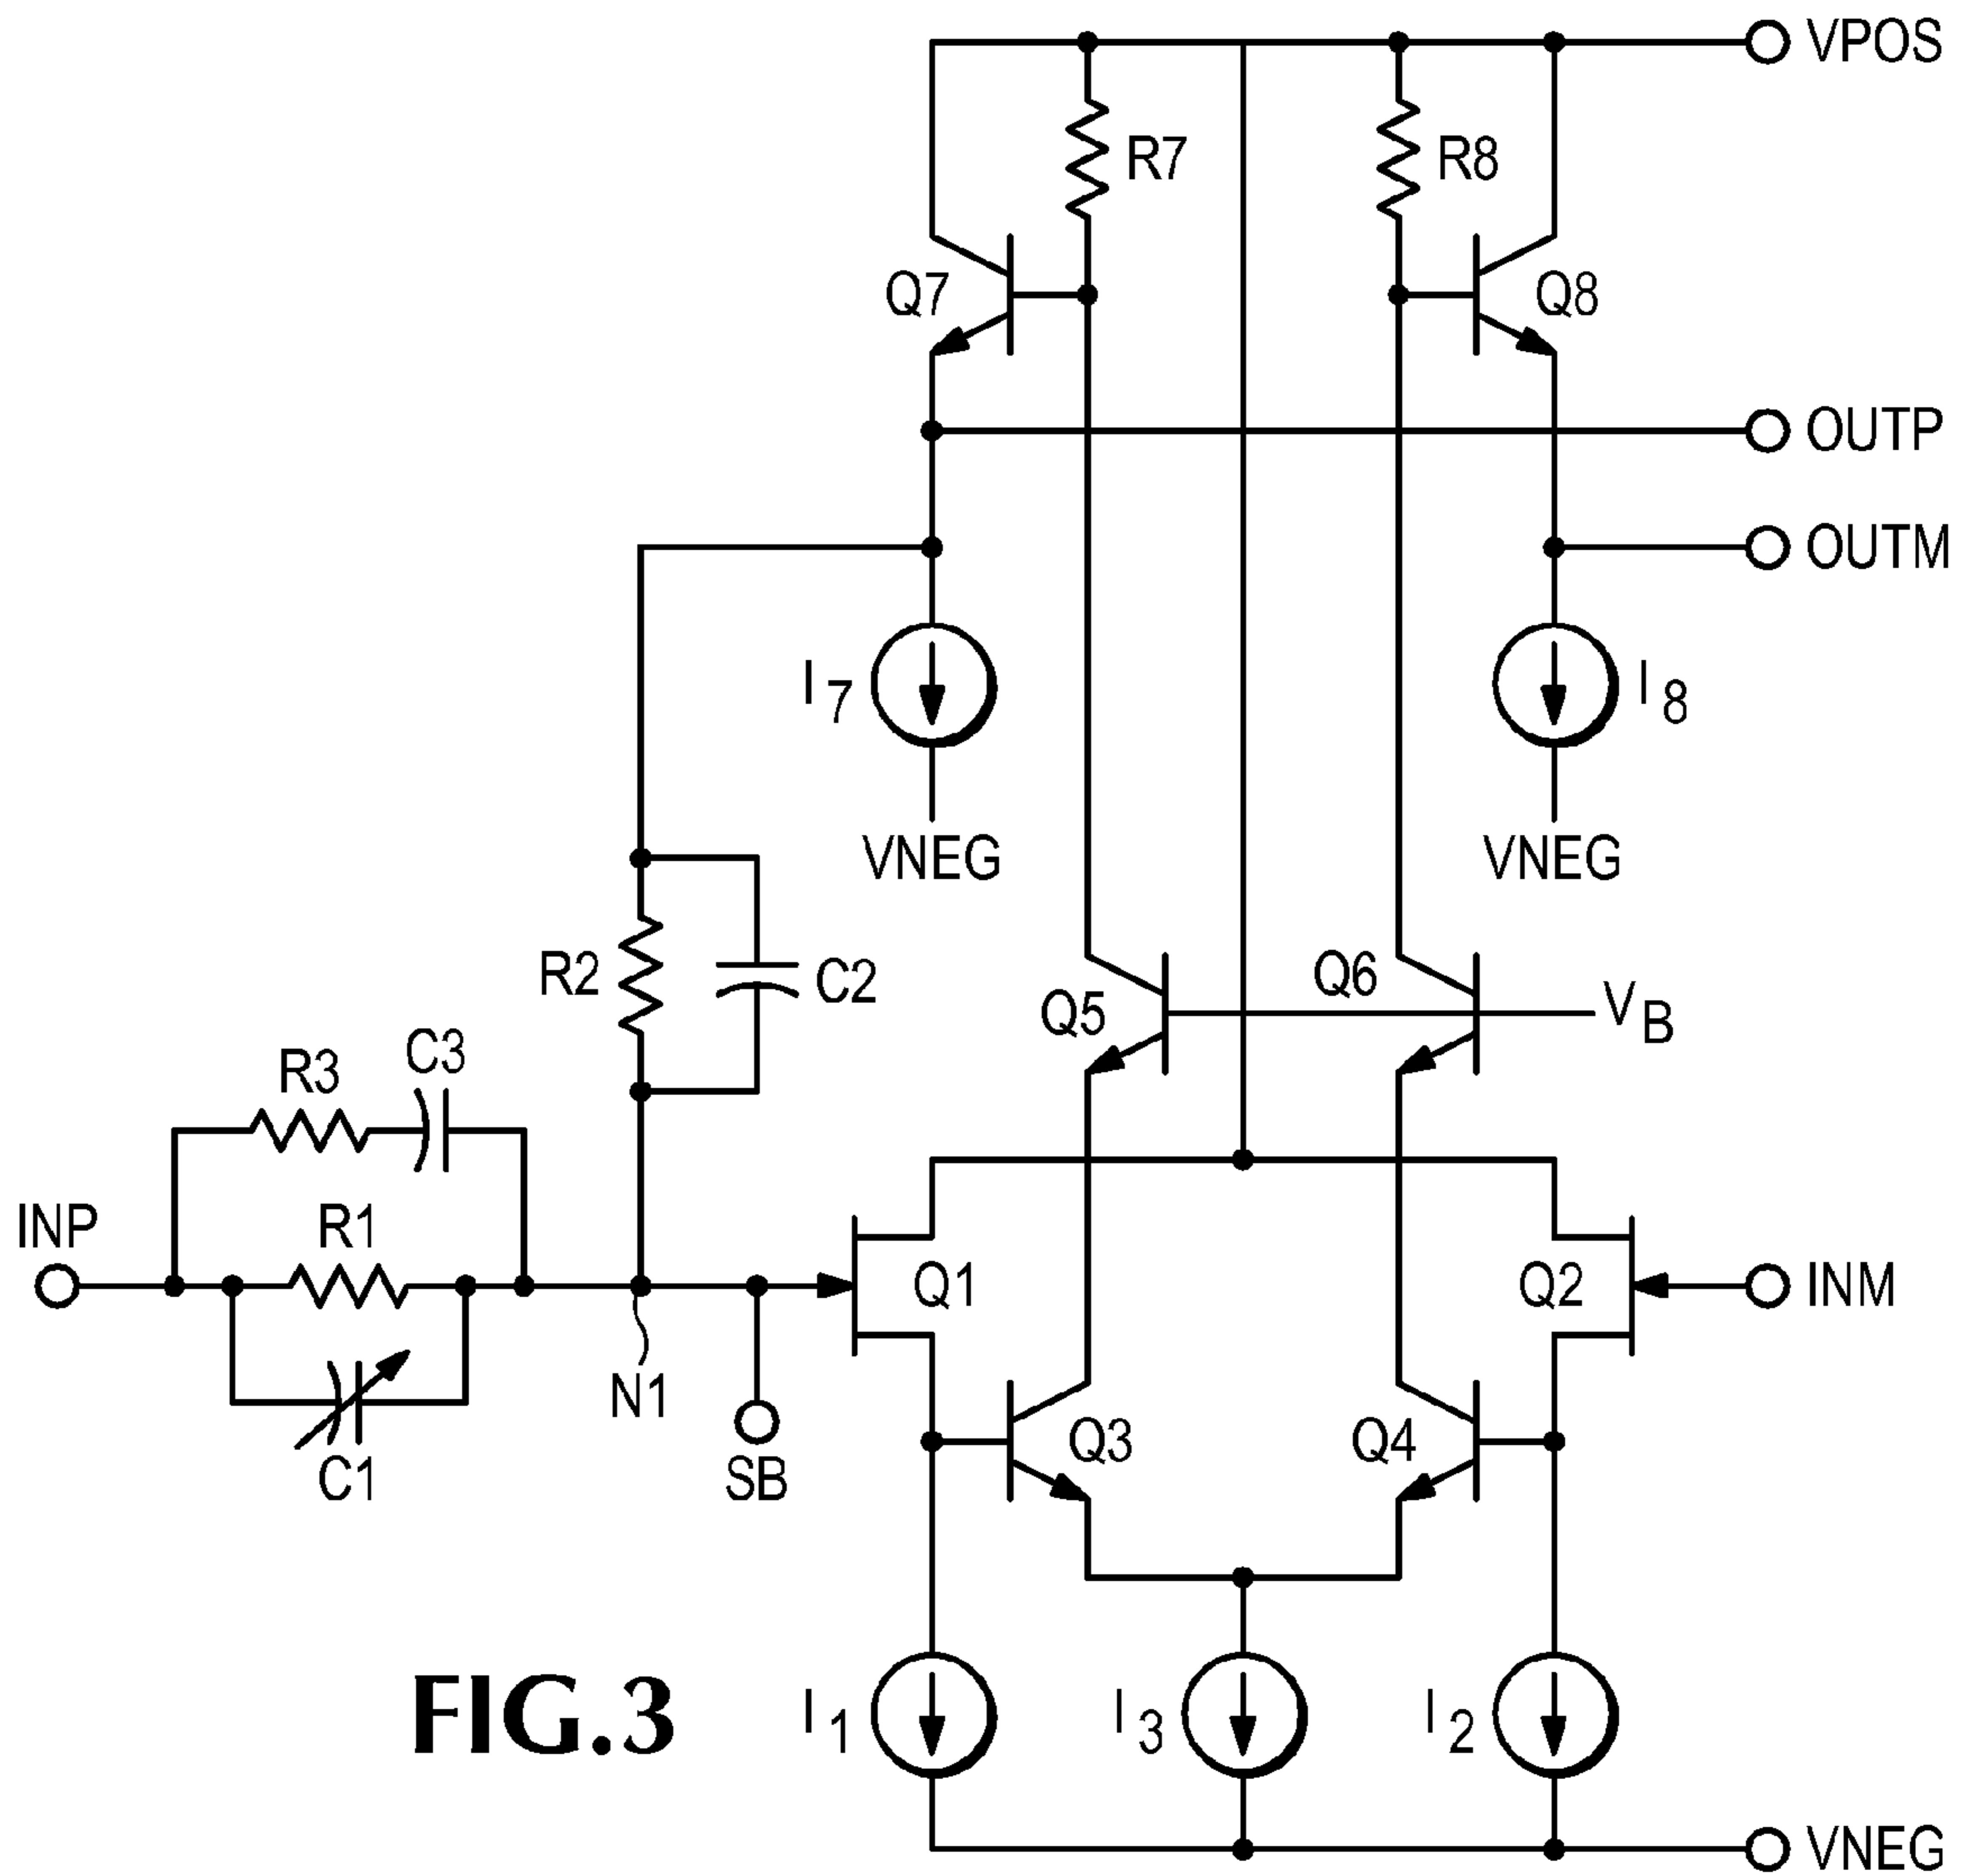 VPOS
R7
R8
Q7
Q8
OUTP
OUTM
I7
I8
VNEG
VNEG
R2
C2
Q5
Q6
VB
R3
C3
INP
R1
Q1
Q2
INM
N1
C1
SB
Q3
Q4
I1
I3
I2
FIG.3
VNEG